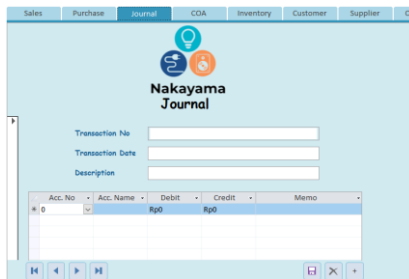 Sales Purchase Journal COA Inventory Customer Supplier
Nakayama
Journal
Transaction No
Transaction Date
Description
Acc. No Acc. Name Debit Credit Memo
0 Rp0 Rp0